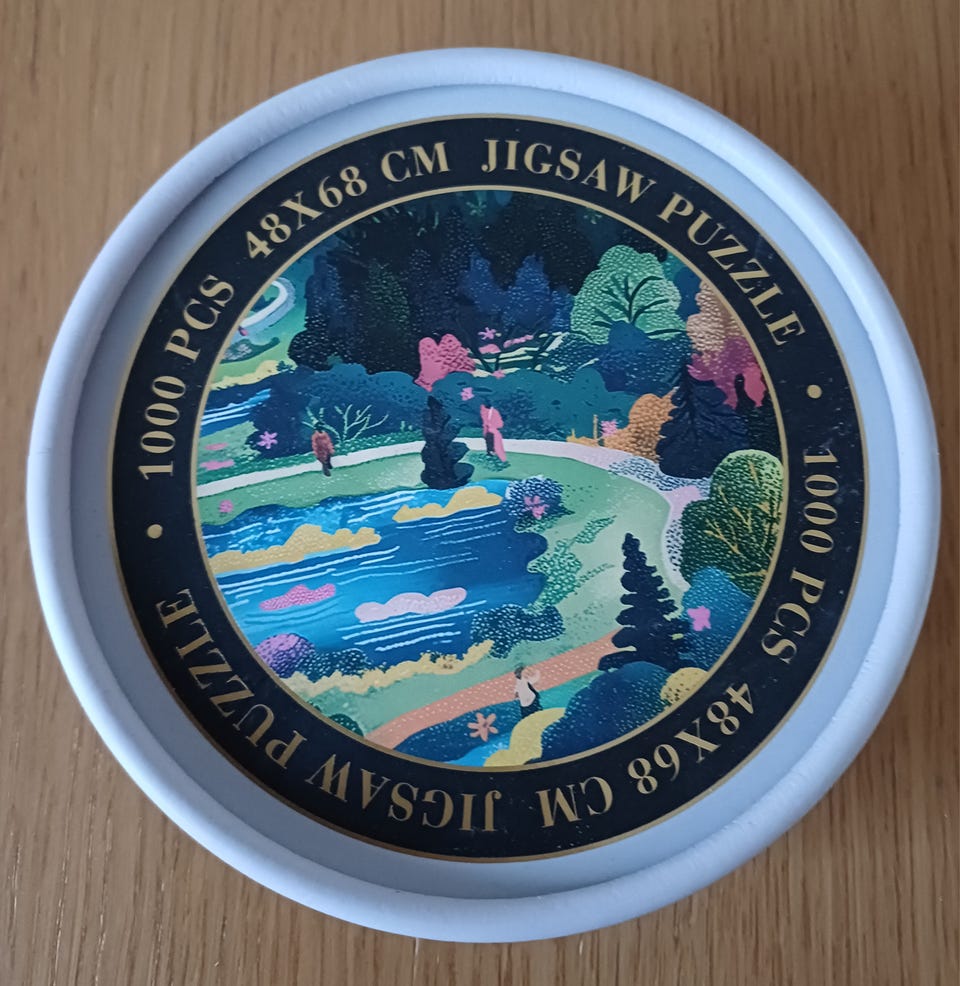 1000 PCS 48X68 CM JIGSAW PUZZLE
• 1000 PCS 48X68 CM JIGSAW PUZZLE •